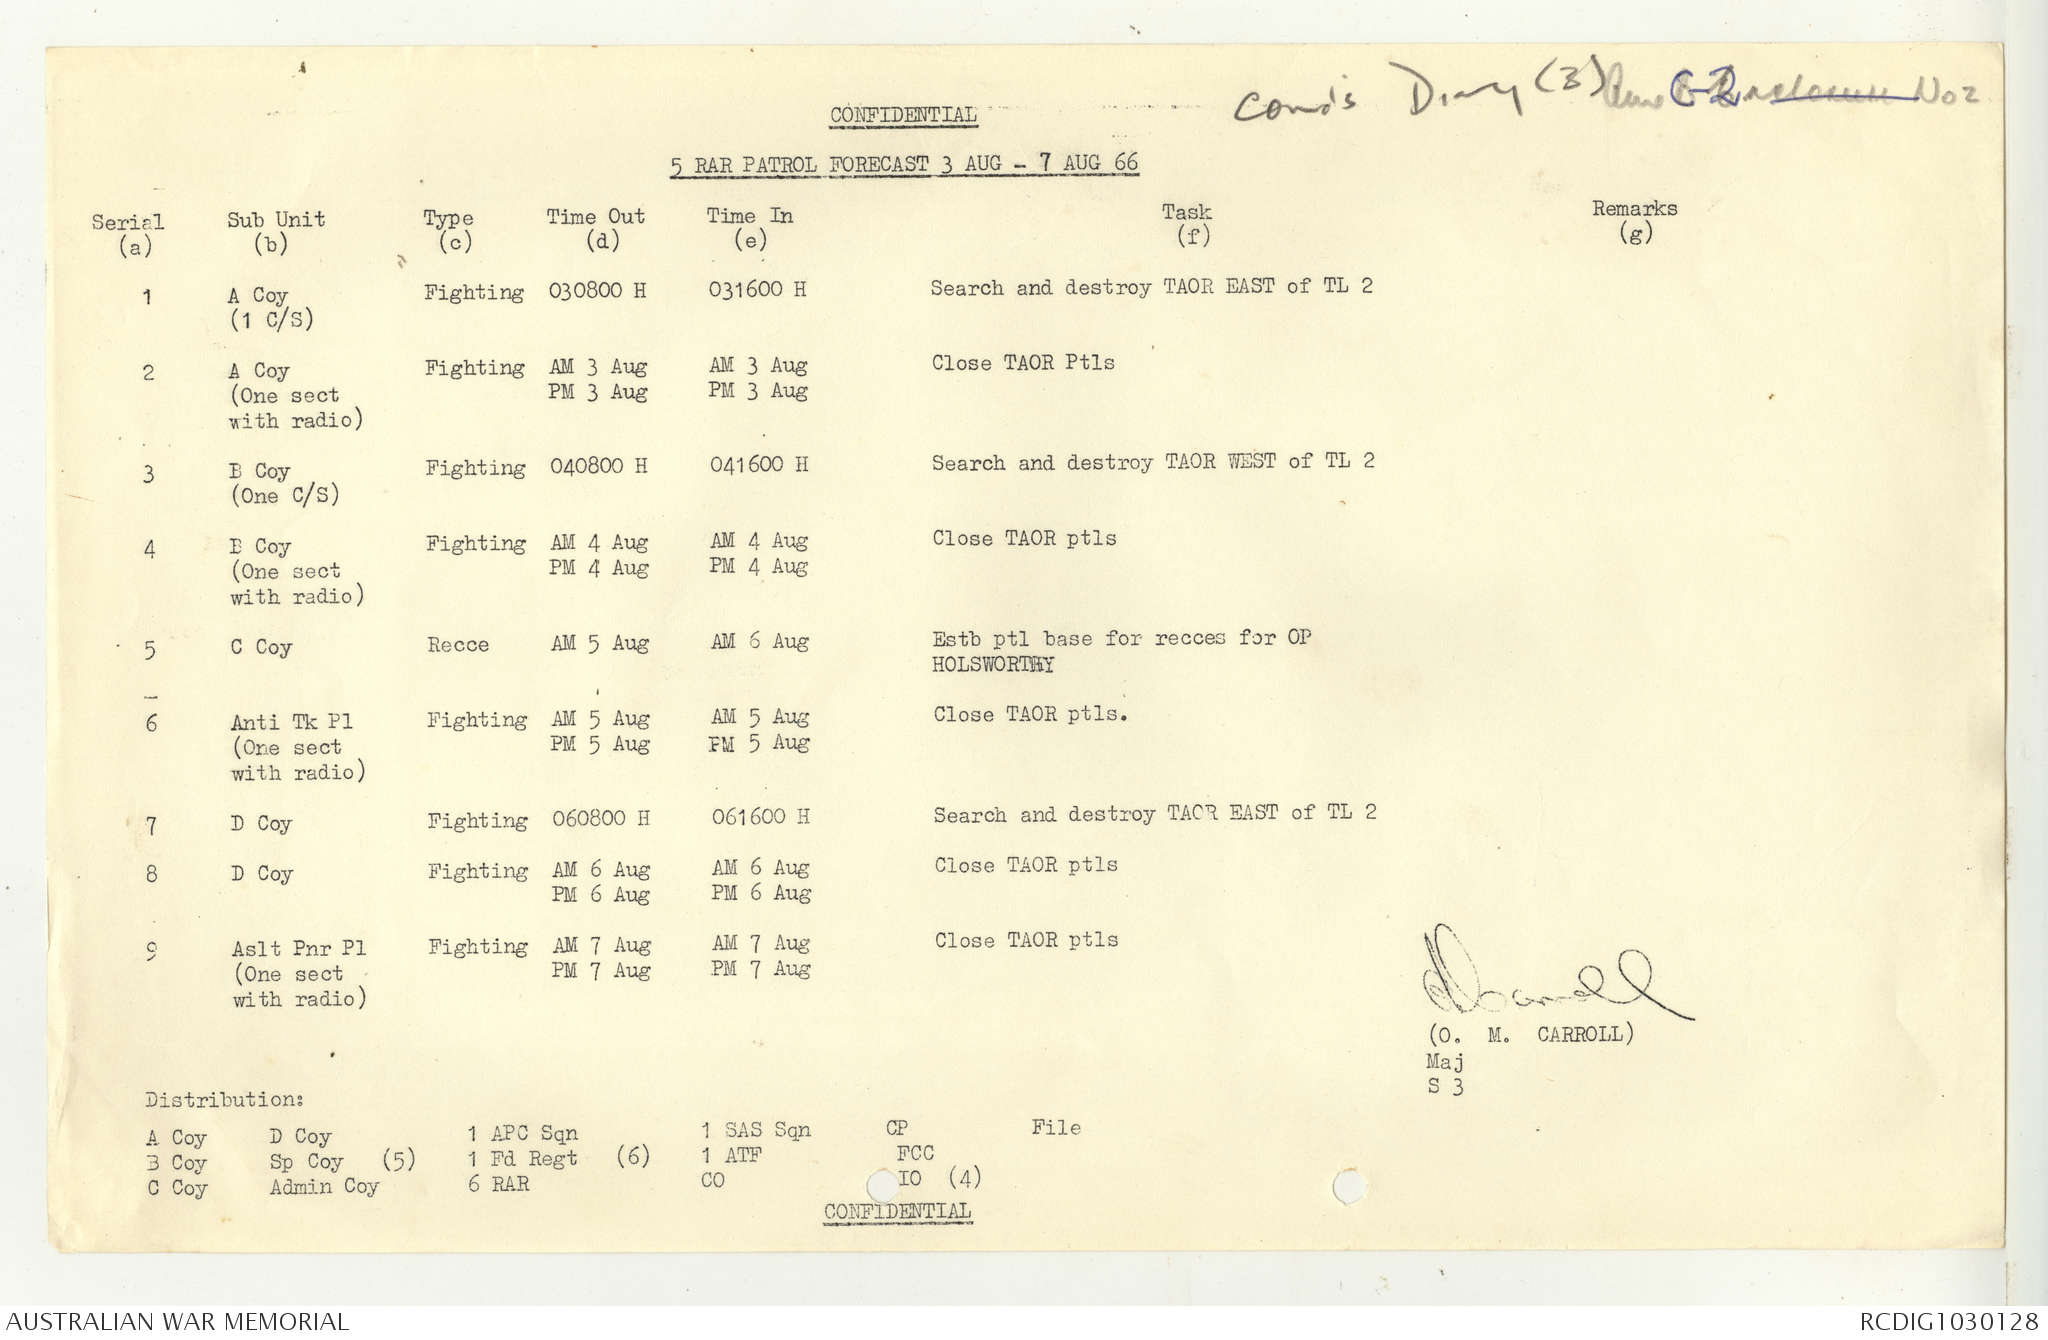 Comd's Diary (3) C-2 No 2
CONFIDENTIAL
5 RAR PATROL FORECAST 3 AUG - 7 AUG 66
Serial Sub Unit Type Time Out Time In Task Remarks
(a) (b) (c) (d) (e) (f) (g)
1 A Coy Fighting 030800 H 031600 H Search and destroy TAOR EAST of TL 2
(1 C/S)
2 A Coy Fighting AM 3 Aug AM 3 Aug Close TAOR Ptls
(One sect PM 3 Aug PM 3 Aug
with radio)
3 B Coy Fighting 040800 H 041600 H Search and destroy TAOR WEST of TL 2
(One C/S)
4 B Coy Fighting AM 4 Aug AM 4 Aug Close TAOR ptls
(One sect PM 4 Aug PM 4 Aug
with radio)
5 C Coy Recce AM 5 Aug AM 6 Aug Estb ptl base for recces for OP
HOLSWORTHY
6 Anti Tk Pl Fighting AM 5 Aug AM 5 Aug Close TAOR ptls.
(One sect PM 5 Aug PM 5 Aug
with radio)
7 D Coy Fighting 060800 H 061600 H Search and destroy TAOR EAST of TL 2
8 D Coy Fighting AM 6 Aug AM 6 Aug Close TAOR ptls
PM 6 Aug PM 6 Aug
9 Aslt Pnr Pl Fighting AM 7 Aug AM 7 Aug Close TAOR ptls
(One sect PM 7 Aug PM 7 Aug
with radio)
(O. M. CARROLL)
Maj
S 3
Distribution:
A Coy D Coy 1 APC Sqn 1 SAS Sqn CP File
B Coy Sp Coy (5) 1 Fd Regt (6) 1 ATF FCC
C Coy Admin Coy 6 RAR CO IO (4)
CONFIDENTIAL
AUSTRALIAN WAR MEMORIAL RCDIG1030128